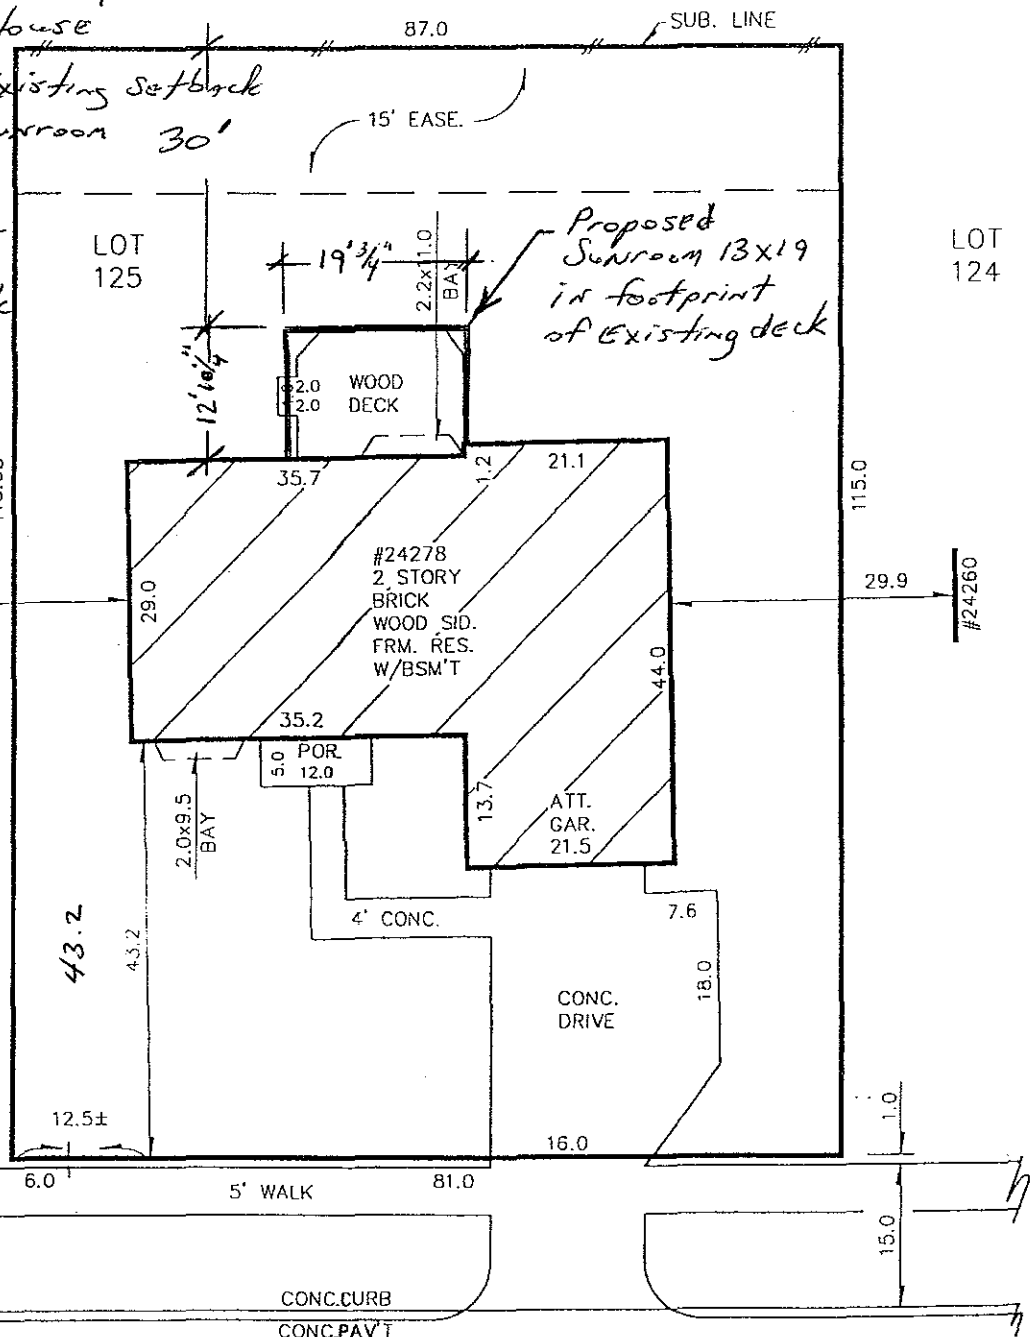 House
87.0
SUB. LINE
Existing Setback
Sunroom 30'
15' EASE.
LOT
125
19' 3/4"
2.2x11.0
BAY
Proposed
Sunroom 13x19
in footprint
of Existing deck
LOT
124
12' 10 1/4"
2.0
2.0
WOOD
DECK
35.7
1.2
21.1
115.0
#24278
2 STORY
BRICK
WOOD SID.
FRM. RES.
W/BSM'T
29.0
29.9
#24260
44.0
35.2
POR.
5.0
12.0
13.7
ATT.
GAR.
21.5
2.0x9.5
BAY
4' CONC.
7.6
43.2
43.2
18.0
CONC.
DRIVE
12.5±
16.0
1.0
6.0
5' WALK
81.0
15.0
CONC.CURB
CONC.PAV'T